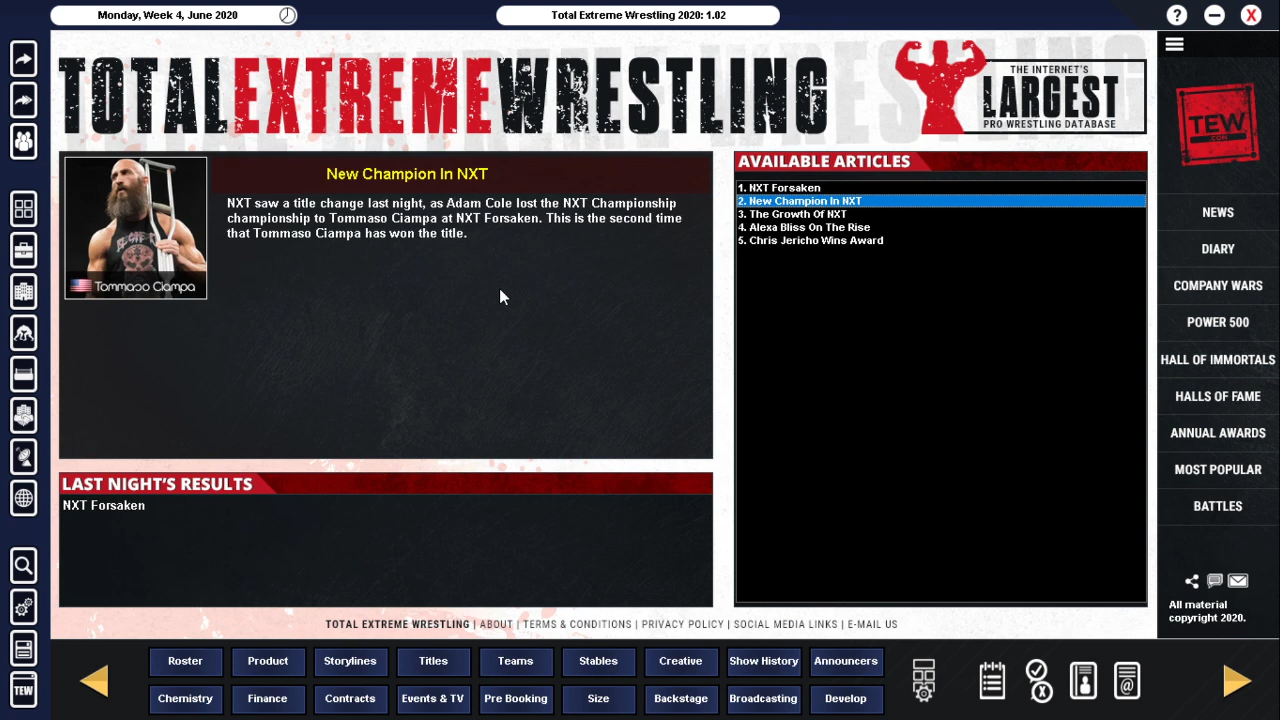 Monday, Week 4, June 2020
Total Extreme Wrestling 2020: 1.02
?
X
TOTALEXTREMEWRESTLING
THE INTERNET'S
LARGEST
PRO WRESTLING DATABASE
New Champion In NXT
NXT saw a title change last night, as Adam Cole lost the NXT Championship
championship to Tommaso Ciampa at NXT Forsaken. This is the second time
that Tommaso Ciampa has won the title.
Tommaso Ciampa
AVAILABLE ARTICLES
1. NXT Forsaken
2. New Champion In NXT
3. The Growth Of NXT
4. Alexa Bliss On The Rise
5. Chris Jericho Wins Award
LAST NIGHT'S RESULTS
NXT Forsaken
TOTAL EXTREME WRESTLING | ABOUT | TERMS & CONDITIONS | PRIVACY POLICY | SOCIAL MEDIA LINKS | E-MAIL US
TEW
.COM
NEWS
DIARY
COMPANY WARS
POWER 500
HALL OF IMMORTALS
HALLS OF FAME
ANNUAL AWARDS
MOST POPULAR
BATTLES
All material
copyright 2020.
TEW
Roster
Product
Storylines
Titles
Teams
Stables
Creative
Show History
Announcers
Chemistry
Finance
Contracts
Events & TV
Pre Booking
Size
Backstage
Broadcasting
Develop